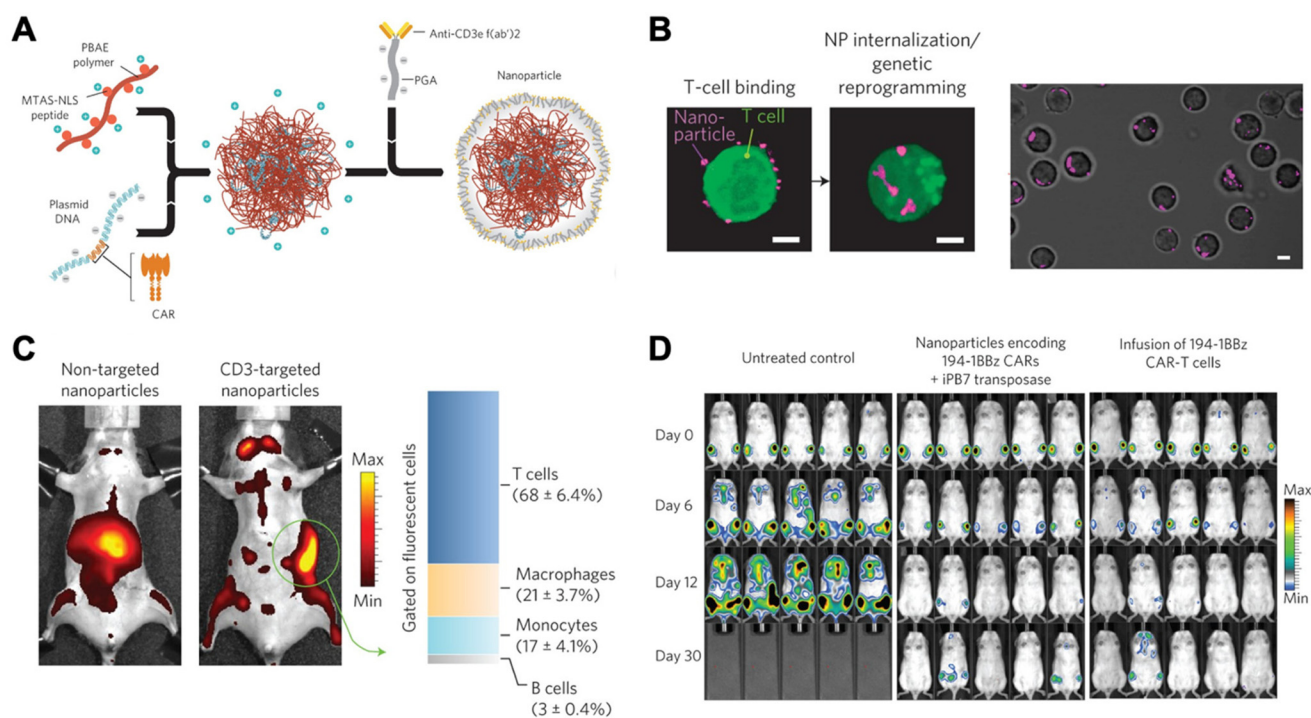 A
PBAE
polymer
MTAS-NLS
peptide
Plasmid
DNA
CAR
Anti-CD3e f(ab')2
PGA
Nanoparticle
B
T-cell binding
NP internalization/
genetic
reprogramming
Nano-
particle
T cell
C
Non-targeted
nanoparticles
CD3-targeted
nanoparticles
Max
Min
Gated on fluorescent cells
T cells
(68 ± 6.4%)
Macrophages
(21 ± 3.7%)
Monocytes
(17 ± 4.1%)
B cells
(3 ± 0.4%)
D
Untreated control
Nanoparticles encoding
194-1BBz CARs
+ iPB7 transposase
Infusion of 194-1BBz
CAR-T cells
Day 0
Day 6
Day 12
Day 30
Max
Min